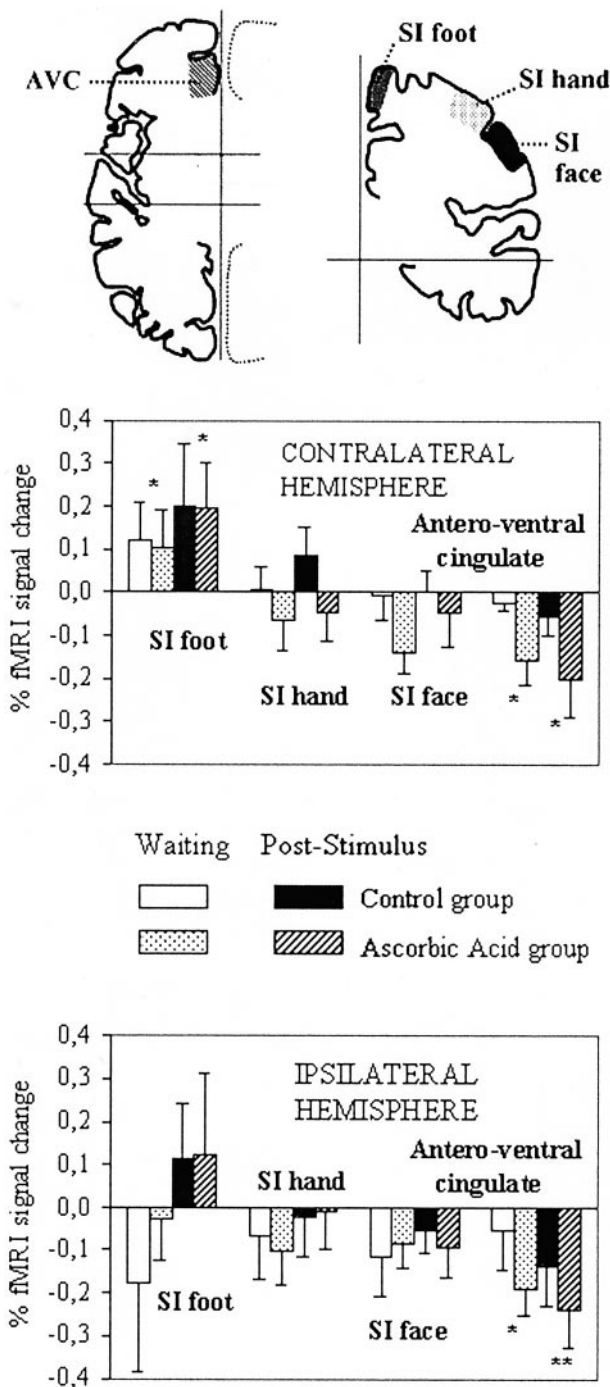 AVC
SI foot
SI hand
SI
face
% fMRI signal change
0,4
0,3
0,2
0,1
0,0
-0,1
-0,2
-0,3
-0,4
*
*
CONTRALATERAL
HEMISPHERE
Antero-ventral
cingulate
SI foot
SI hand
SI face
*
*
Waiting Post-Stimulus
Control group
Ascorbic Acid group
% fMRI signal change
0,4
0,3
0,2
0,1
0,0
-0,1
-0,2
-0,3
-0,4
IPSILATERAL
HEMISPHERE
SI hand
Antero-ventral
cingulate
SI foot
SI face
*
**